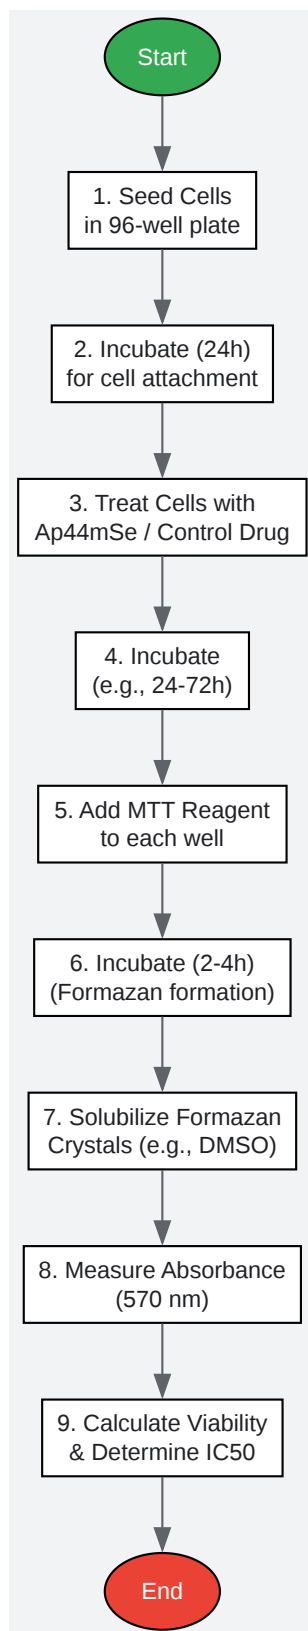 Start
1. Seed Cells
in 96-well plate
2. Incubate (24h)
for cell attachment
3. Treat Cells with
Ap44mSe / Control Drug
4. Incubate
(e.g., 24-72h)
5. Add MTT Reagent
to each well
6. Incubate (2-4h)
(Formazan formation)
7. Solubilize Formazan
Crystals (e.g., DMSO)
8. Measure Absorbance
(570 nm)
9. Calculate Viability
& Determine IC50
End